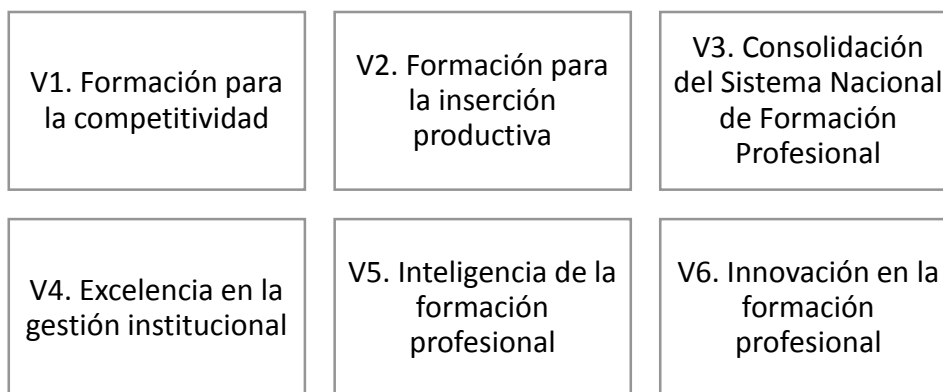 V1. Formación para
la competitividad
V2. Formación para
la inserción
productiva
V3. Consolidación
del Sistema Nacional
de Formación
Profesional
V4. Excelencia en la
gestión institucional
V5. Inteligencia de la
formación
profesional
V6. Innovación en la
formación
profesional